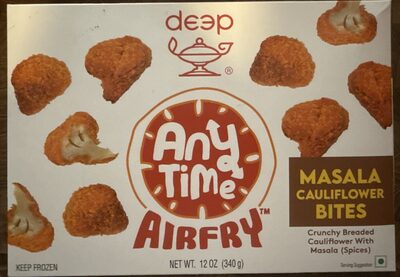 deep
®
Any
Time
AIRFRY™
MASALA
CAULIFLOWER
BITES
Crunchy Breaded
Cauliflower With
Masala (Spices)
KEEP FROZEN
NET WT. 12 OZ (340 g)
Serving Suggestion